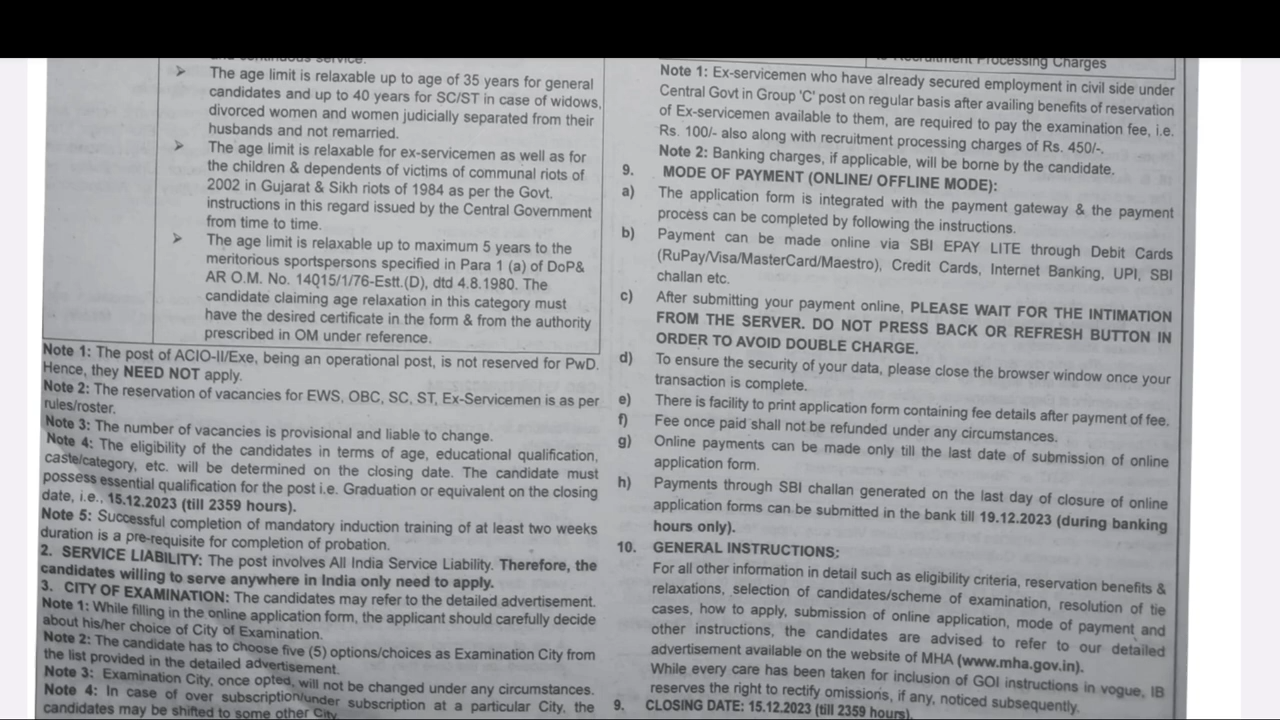 and continuous service.
➤ The age limit is relaxable up to age of 35 years for general
candidates and up to 40 years for SC/ST in case of widows,
divorced women and women judicially separated from their
husbands and not remarried.
➤ The age limit is relaxable for ex-servicemen as well as for
the children & dependents of victims of communal riots of
2002 in Gujarat & Sikh riots of 1984 as per the Govt.
instructions in this regard issued by the Central Government
from time to time.
➤ The age limit is relaxable up to maximum 5 years to the
meritorious sportspersons specified in Para 1 (a) of DoP&
AR O.M. No. 14015/1/76-Estt.(D), dtd 4.8.1980. The
candidate claiming age relaxation in this category must
have the desired certificate in the form & from the authority
prescribed in OM under reference.
Note 1: The post of ACIO-II/Exe, being an operational post, is not reserved for PwD.
Hence, they NEED NOT apply.
Note 2: The reservation of vacancies for EWS, OBC, SC, ST, Ex-Servicemen is as per
rules/roster.
Note 3: The number of vacancies is provisional and liable to change.
Note 4: The eligibility of the candidates in terms of age, educational qualification,
caste/category, etc. will be determined on the closing date. The candidate must
possess essential qualification for the post i.e. Graduation or equivalent on the closing
date, i.e., 15.12.2023 (till 2359 hours).
Note 5: Successful completion of mandatory induction training of at least two weeks
duration is a pre-requisite for completion of probation.
2. SERVICE LIABILITY: The post involves All India Service Liability. Therefore, the
candidates willing to serve anywhere in India only need to apply.
3. CITY OF EXAMINATION: The candidates may refer to the detailed advertisement.
Note 1: While filling in the online application form, the applicant should carefully decide
about his/her choice of City of Examination.
Note 2: The candidate has to choose five (5) options/choices as Examination City from
the list provided in the detailed advertisement.
Note 3: Examination City, once opted, will not be changed under any circumstances.
Note 4: In case of over subscription/under subscription at a particular City, the
candidates may be shifted to some other City.
to Recruitment Processing Charges
Note 1: Ex-servicemen who have already secured employment in civil side under
Central Govt in Group 'C' post on regular basis after availing benefits of reservation
of Ex-servicemen available to them, are required to pay the examination fee, i.e.
Rs. 100/- also along with recruitment processing charges of Rs. 450/-.
Note 2: Banking charges, if applicable, will be borne by the candidate.
9. MODE OF PAYMENT (ONLINE/ OFFLINE MODE):
a) The application form is integrated with the payment gateway & the payment
process can be completed by following the instructions.
b) Payment can be made online via SBI EPAY LITE through Debit Cards
(RuPay/Visa/MasterCard/Maestro), Credit Cards, Internet Banking, UPI, SBI
challan etc.
c) After submitting your payment online, PLEASE WAIT FOR THE INTIMATION
FROM THE SERVER. DO NOT PRESS BACK OR REFRESH BUTTON IN
ORDER TO AVOID DOUBLE CHARGE.
d) To ensure the security of your data, please close the browser window once your
transaction is complete.
e) There is facility to print application form containing fee details after payment of fee.
f) Fee once paid shall not be refunded under any circumstances.
g) Online payments can be made only till the last date of submission of online
application form.
h) Payments through SBI challan generated on the last day of closure of online
application forms can be submitted in the bank till 19.12.2023 (during banking
hours only).
10. GENERAL INSTRUCTIONS:
For all other information in detail such as eligibility criteria, reservation benefits &
relaxations, selection of candidates/scheme of examination, resolution of tie
cases, how to apply, submission of online application, mode of payment and
other instructions, the candidates are advised to refer to our detailed
advertisement available on the website of MHA (www.mha.gov.in).
While every care has been taken for inclusion of GOI instructions in vogue, IB
reserves the right to rectify omissions, if any, noticed subsequently.
9. CLOSING DATE: 15.12.2023 (till 2359 hours).